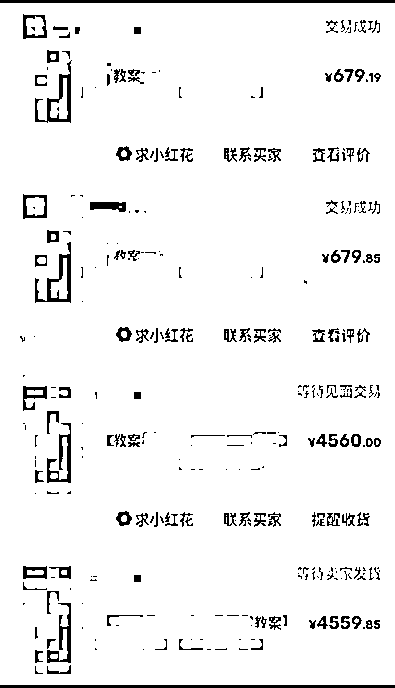 交易成功
教案
¥679.19
求小红花 联系买家 查看评价
交易成功
教案
¥679.85
求小红花 联系买家 查看评价
等待见面交易
【教案 ¥4560.00
求小红花 联系买家 提醒收货
等待卖家发货
教案】 ¥4559.85